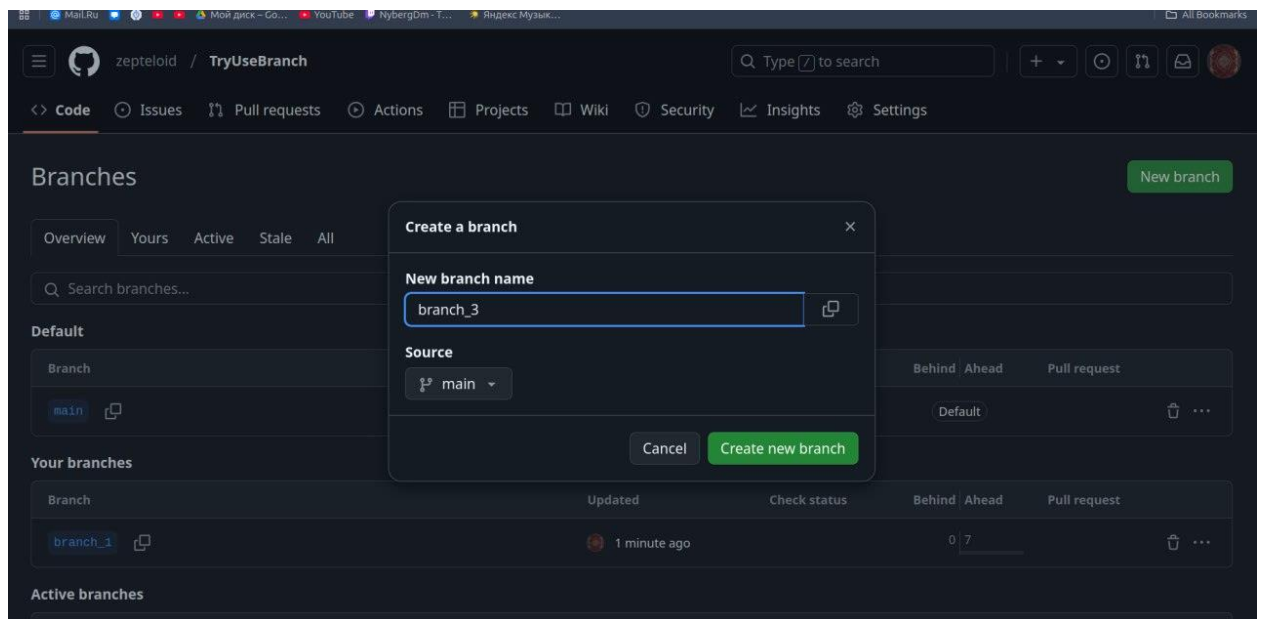 Mail.Ru Мой диск – Go... YouTube NybergDm - T... Яндекс Музык... All Bookmarks
zepteloid / TryUseBranch Type / to search
<> Code Issues Pull requests Actions Projects Wiki Security Insights Settings
Branches New branch
Overview Yours Active Stale All
Create a branch
Search branches...
New branch name
branch_3
Default
Source
Branch Behind Ahead Pull request
main
main Default
Cancel Create new branch
Your branches
Branch Updated Check status Behind Ahead Pull request
branch_1 1 minute ago 0 7
Active branches